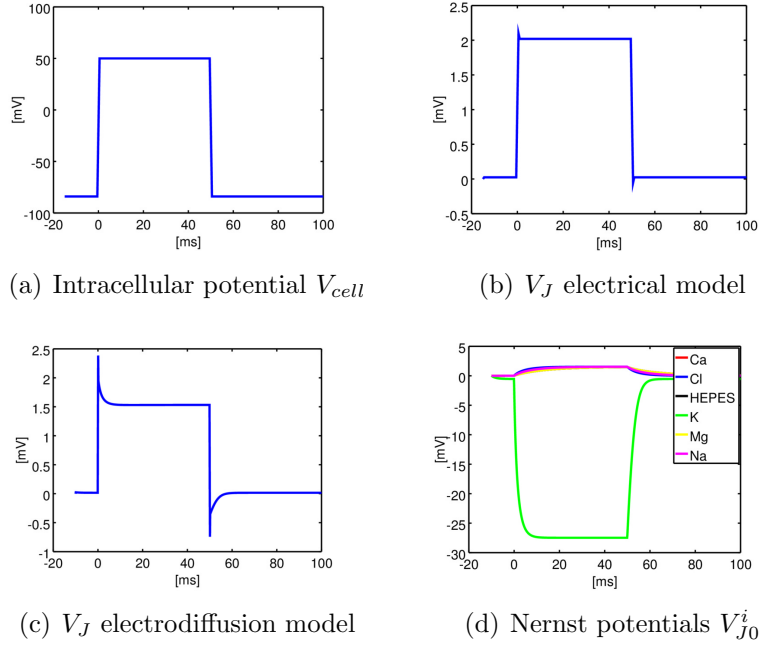 100
50
0
-50
-100
[mV]
-20 0 20 40 60 80 100
[ms]
(a) Intracellular potential V_cell
2.5
2
1.5
1
0.5
0
-0.5
[mV]
-20 0 20 40 60 80 100
[ms]
(b) V_J electrical model
2.5
2
1.5
1
0.5
0
-0.5
-1
[mV]
-20 0 20 40 60 80 100
[ms]
(c) V_J electrodiffusion model
5
0
-5
-10
-15
-20
-25
-30
[mV]
-20 0 20 40 60 80 100
[ms]
Ca
Cl
HEPES
K
Mg
Na
(d) Nernst potentials V^i_J0